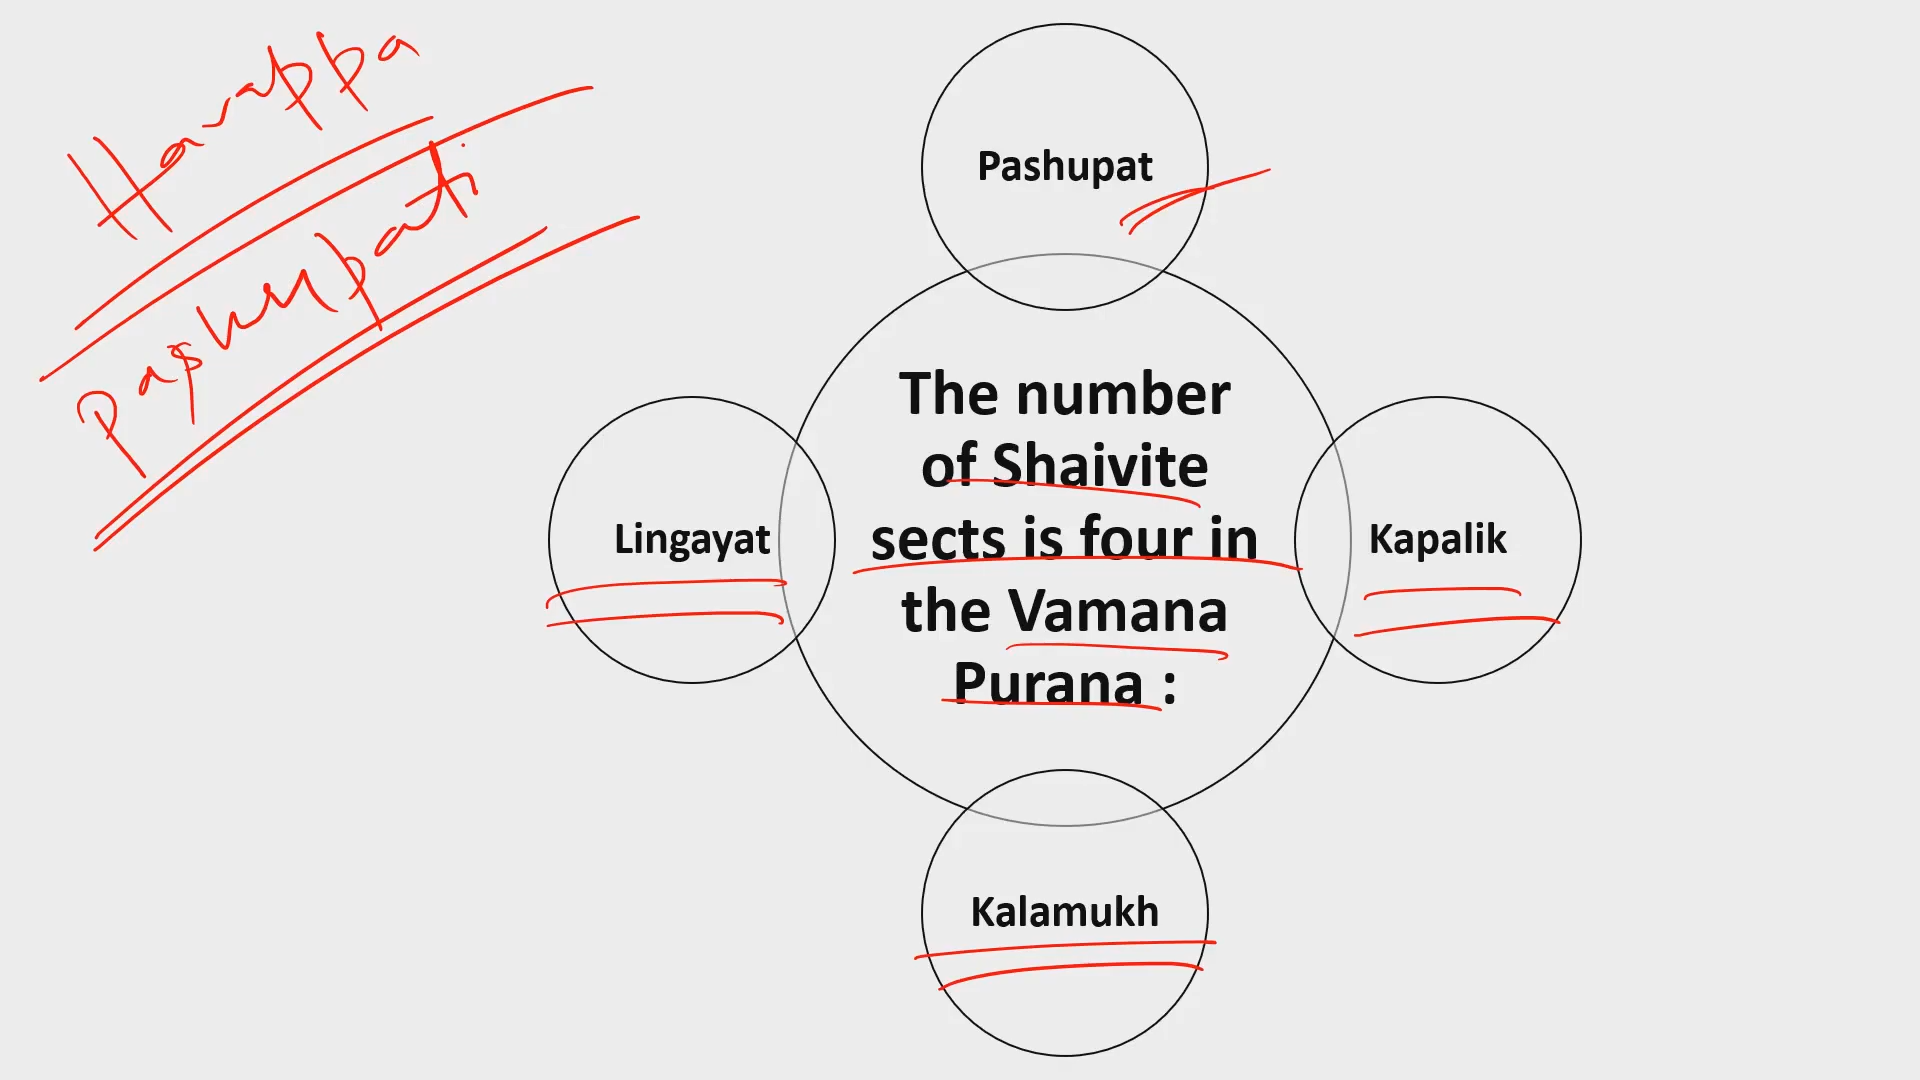 Harappa
Pashupati
Pashupat
The number
of Shaivite
sects is four in
the Vamana
Purana :
Lingayat
Kapalik
Kalamukh